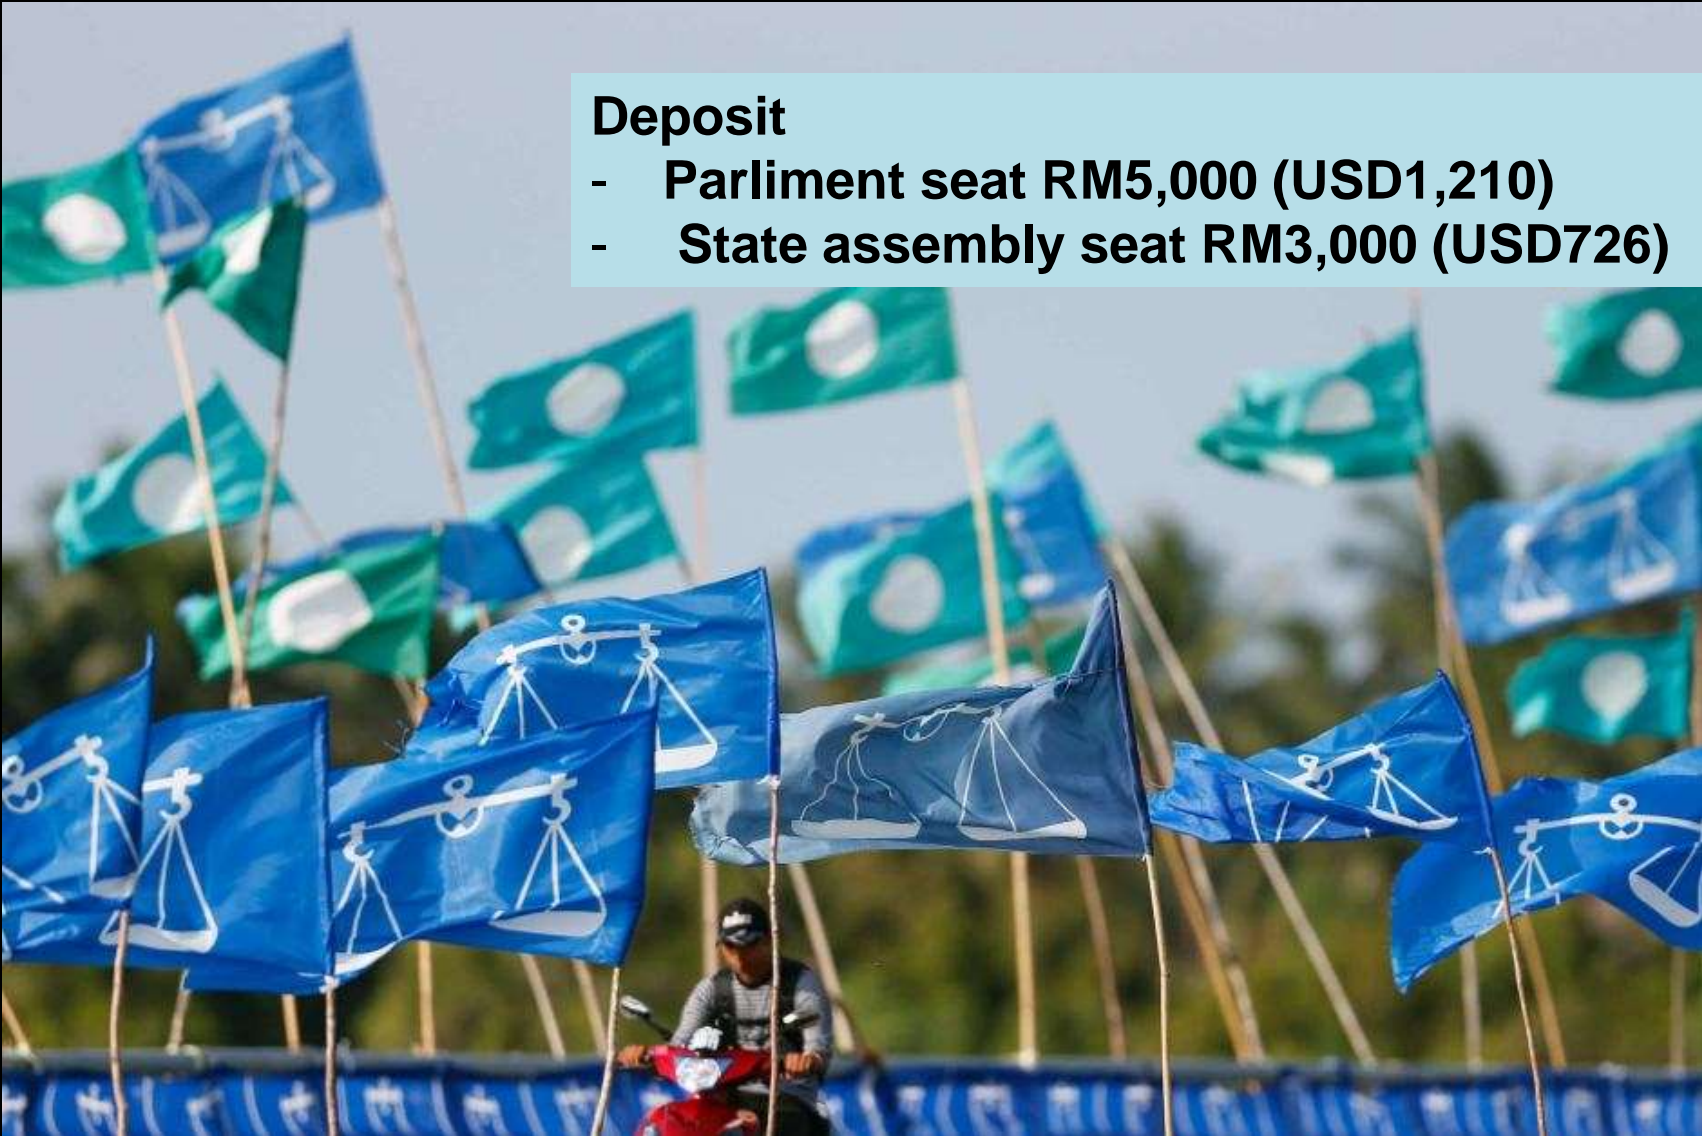 Deposit
- Parliment seat RM5,000 (USD1,210)
- State assembly seat RM3,000 (USD726)